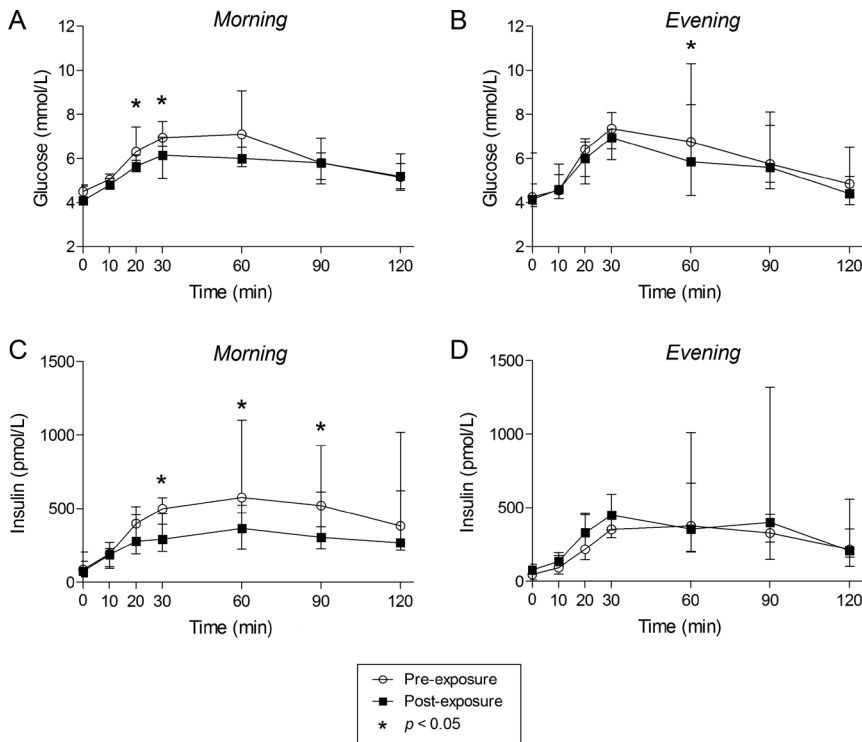 A
Morning
Glucose (mmol/L)
12
10
8
6
4
2
*
*
0 10 20 30 60 90 120
Time (min)
B
Evening
Glucose (mmol/L)
12
10
8
6
4
2
*
0 10 20 30 60 90 120
Time (min)
C
Morning
Insulin (pmol/L)
1500
1000
500
0
*
*
*
0 10 20 30 60 90 120
Time (min)
D
Evening
Insulin (pmol/L)
1500
1000
500
0
0 10 20 30 60 90 120
Time (min)
Pre-exposure
Post-exposure
* p < 0.05